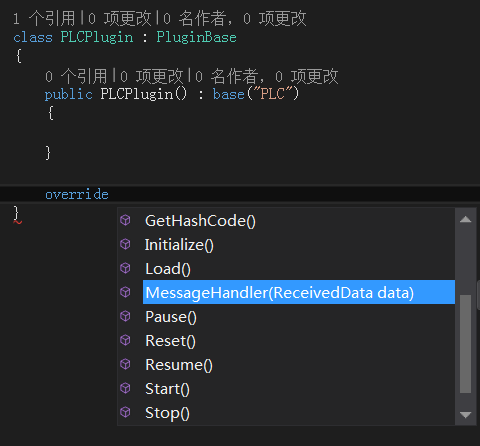 1 个引用|0 项更改|0 名作者, 0 项更改
class PLCPlugin : PluginBase
{
0 个引用|0 项更改|0 名作者, 0 项更改
public PLCPlugin() : base("PLC")
{
}
override
}
GetHashCode()
Initialize()
Load()
MessageHandler(ReceivedData data)
Pause()
Reset()
Resume()
Start()
Stop()